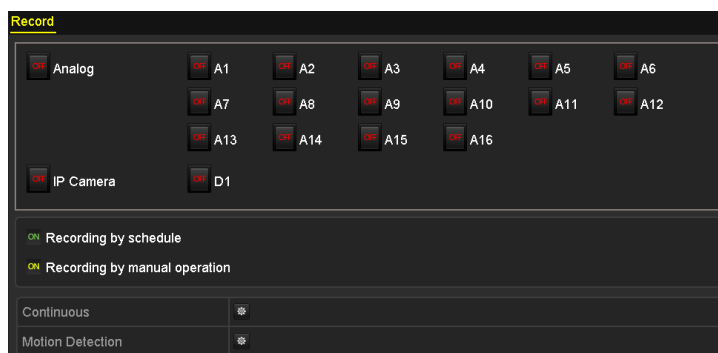 Record
OFF Analog OFF A1 OFF A2 OFF A3 OFF A4 OFF A5 OFF A6
OFF A7 OFF A8 OFF A9 OFF A10 OFF A11 OFF A12
OFF A13 OFF A14 OFF A15 OFF A16
OFF IP Camera OFF D1
ON Recording by schedule
ON Recording by manual operation
Continuous
Motion Detection